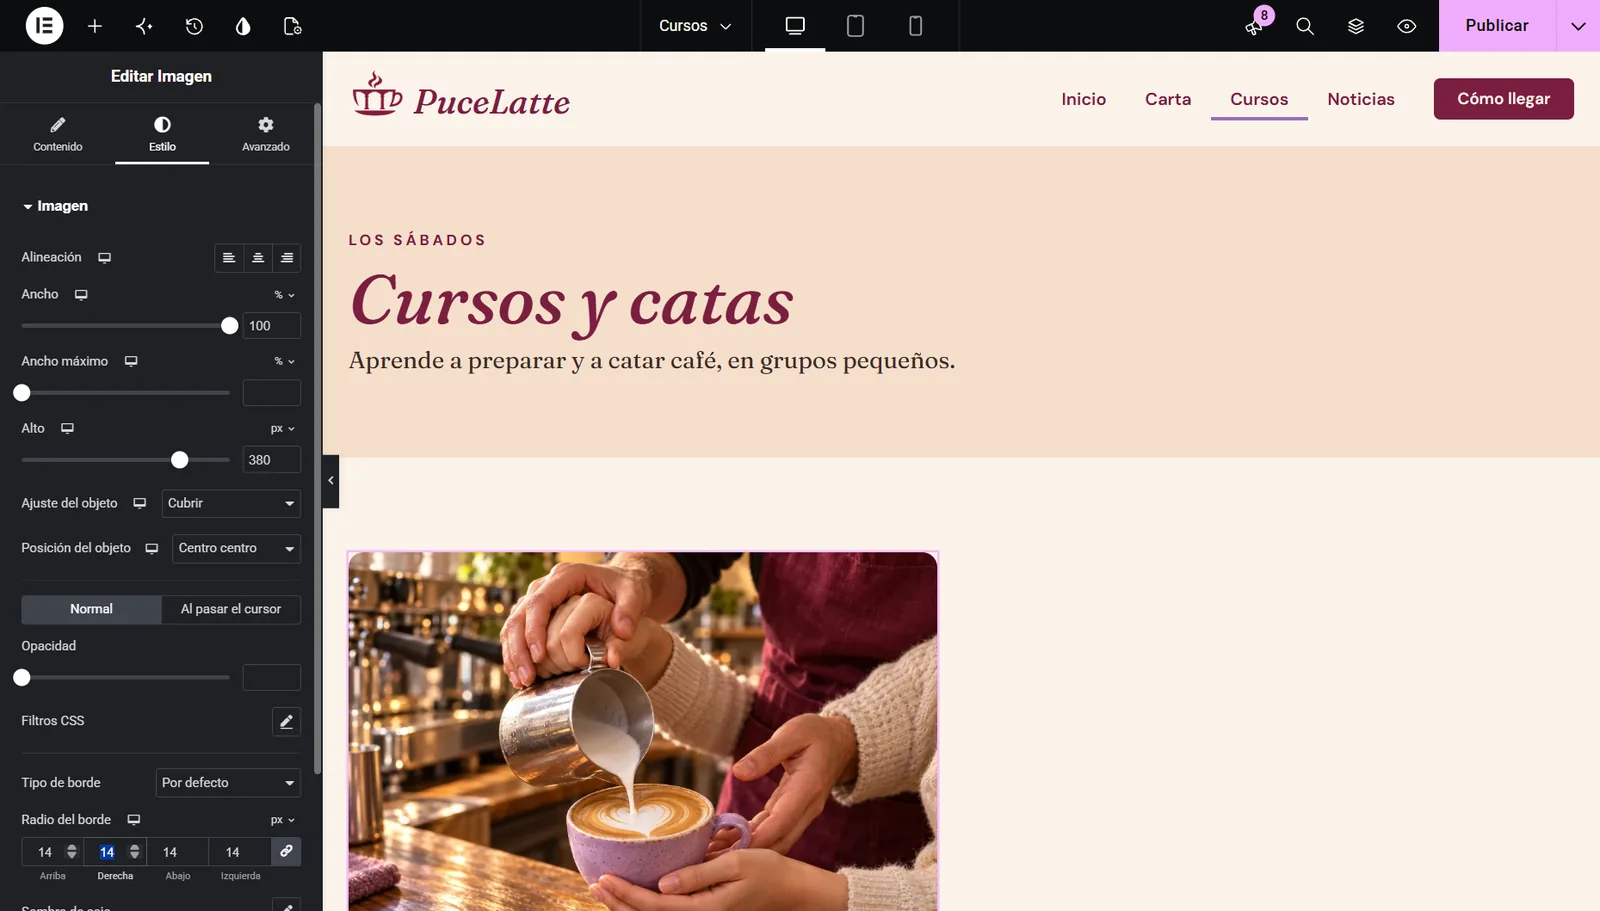 Cursos
8
Publicar
Editar Imagen
Contenido
Estilo
Avanzado
Imagen
Alineación
Ancho
%
100
Ancho máximo
%
Alto
px
380
Ajuste del objeto
Cubrir
Posición del objeto
Centro centro
Normal
Al pasar el cursor
Opacidad
Filtros CSS
Tipo de borde
Por defecto
Radio del borde
px
14 14 14 14
Arriba Derecha Abajo Izquierda
PuceLatte
Inicio
Carta
Cursos
Noticias
Cómo llegar
LOS SÁBADOS
Cursos y catas
Aprende a preparar y a catar café, en grupos pequeños.